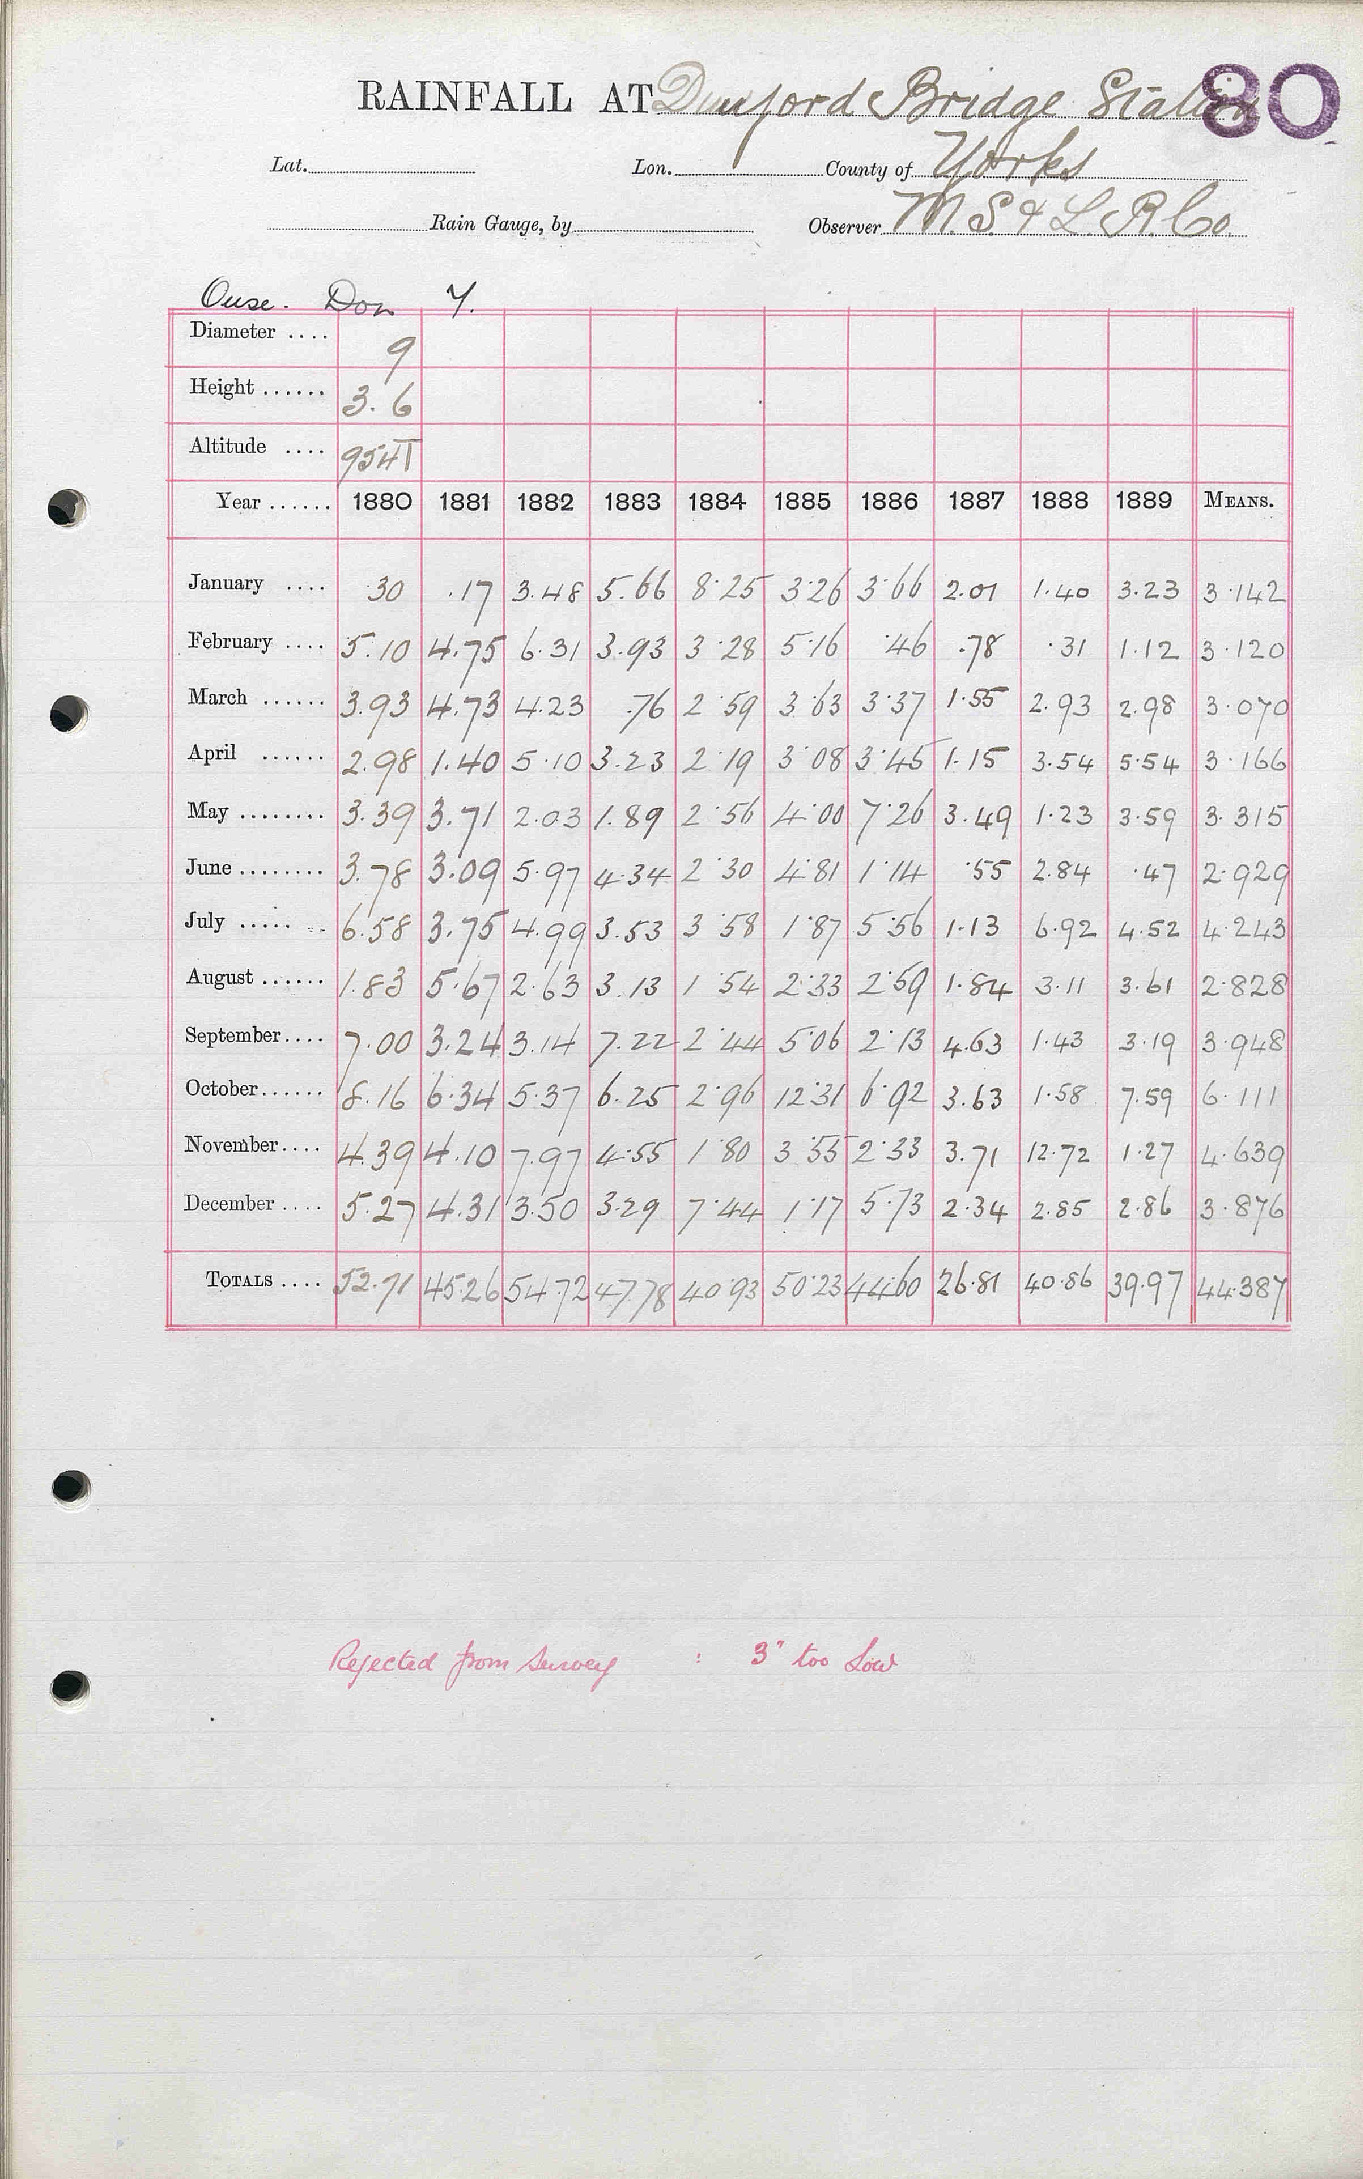 80
RAINFALL AT Dunford Bridge Station
Lat. Lon. County of Yorks
Rain Gauge, by Observer M. S. & L. R. Co.
Ouse. Don Y.
Diameter .... 9
Height ...... 3.6
Altitude .... 954T
Year ...... 1880 1881 1882 1883 1884 1885 1886 1887 1888 1889 MEANS.
January .... .30 .17 3.48 5.66 8.25 3.26 3.66 2.01 1.40 3.23 3.142
February .... 5.10 4.75 6.31 3.93 3.28 5.16 .46 .78 .31 1.12 3.120
March ...... 3.93 4.73 4.23 .76 2.59 3.63 3.37 1.55 2.93 2.98 3.070
April ...... 2.98 1.40 5.10 3.23 2.19 3.08 3.45 1.15 3.54 5.54 3.166
May ........ 3.39 3.71 2.03 1.89 2.56 4.00 7.26 3.49 1.23 3.59 3.315
June ........ 3.78 3.09 5.97 4.34 2.30 4.81 1.14 .55 2.84 .47 2.929
July ..... .. 6.58 3.75 4.99 3.53 3.58 1.87 5.56 1.13 6.92 4.52 4.243
August ...... 1.83 5.67 2.63 3.13 1.54 2.33 2.59 1.84 3.11 3.61 2.828
September.... 7.00 3.24 3.14 7.22 2.44 5.06 2.13 4.63 1.43 3.19 3.948
October...... 8.16 6.34 5.37 6.25 2.96 12.31 6.92 3.63 1.58 7.59 6.111
November.... 4.39 4.10 7.97 4.55 1.80 3.55 2.33 3.71 12.72 1.27 4.639
December .... 5.27 4.31 3.50 3.29 7.44 1.17 5.73 2.34 2.85 2.86 3.876
TOTALS .... 52.71 45.26 54.72 47.78 40.93 50.23 44.60 26.81 40.86 39.97 44.387
Rejected from survey : 3" too Low